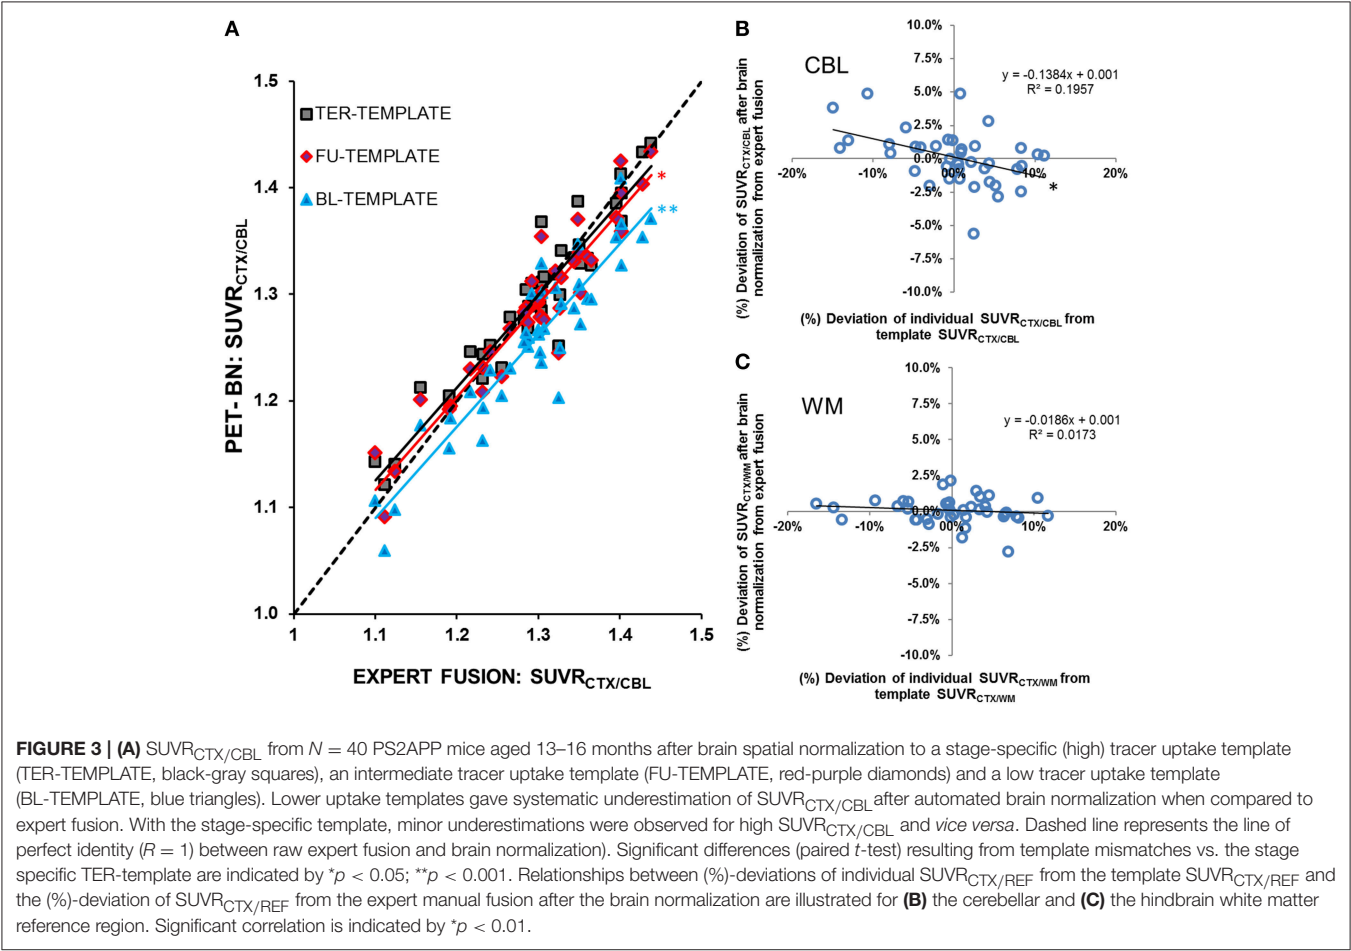 A
1.5
1.4
1.3
1.2
1.1
1.0
PET- BN: SUVRCTX/CBL
TER-TEMPLATE
FU-TEMPLATE
BL-TEMPLATE
*
**
1 1.1 1.2 1.3 1.4 1.5
EXPERT FUSION: SUVRCTX/CBL
B
CBL
(%) Deviation of SUVRCTX/CBL after brain
normalization from expert fusion
10.0%
7.5%
5.0%
2.5%
0.0%
-2.5%
-5.0%
-7.5%
-10.0%
y = -0.1384x + 0.001
R² = 0.1957
-20% -10% 00% 10% 20%
*
(%) Deviation of individual SUVRCTX/CBL from
template SUVRCTX/CBL
C
WM
(%) Deviation of SUVRCTX/WM after brain
normalization from expert fusion
10.0%
7.5%
5.0%
2.5%
0.0%
-2.5%
-5.0%
-7.5%
-10.0%
y = -0.0186x + 0.001
R² = 0.0173
-20% -10% 00% 10% 20%
(%) Deviation of individual SUVRCTX/WM from
template SUVRCTX/WM
FIGURE 3 | (A) SUVRCTX/CBL from N = 40 PS2APP mice aged 13–16 months after brain spatial normalization to a stage-specific (high) tracer uptake template
(TER-TEMPLATE, black-gray squares), an intermediate tracer uptake template (FU-TEMPLATE, red-purple diamonds) and a low tracer uptake template
(BL-TEMPLATE, blue triangles). Lower uptake templates gave systematic underestimation of SUVRCTX/CBL after automated brain normalization when compared to
expert fusion. With the stage-specific template, minor underestimations were observed for high SUVRCTX/CBL and vice versa. Dashed line represents the line of
perfect identity (R = 1) between raw expert fusion and brain normalization). Significant differences (paired t-test) resulting from template mismatches vs. the stage
specific TER-template are indicated by *p < 0.05; **p < 0.001. Relationships between (%)-deviations of individual SUVRCTX/REF from the template SUVRCTX/REF and
the (%)-deviation of SUVRCTX/REF from the expert manual fusion after the brain normalization are illustrated for (B) the cerebellar and (C) the hindbrain white matter
reference region. Significant correlation is indicated by *p < 0.01.